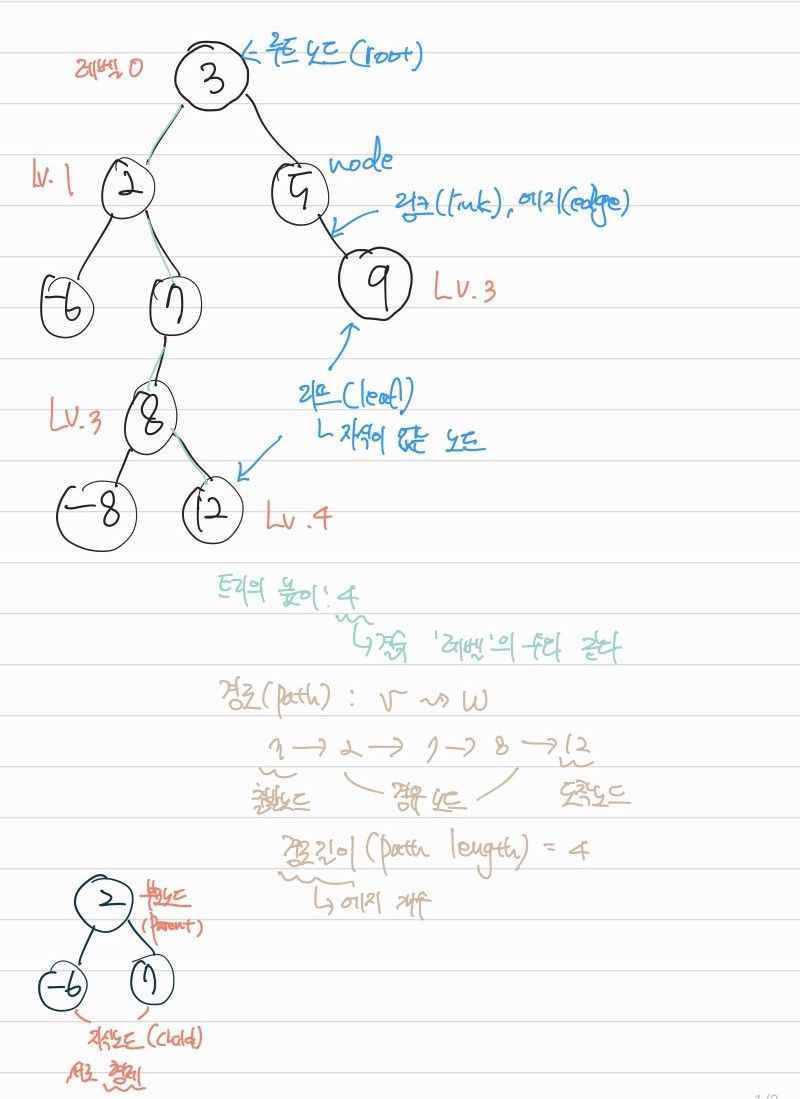 레벨 0
3
← 루트 노드 (root)
Lv. 1
2
5
node
링크(link), 에지(edge)
-6
7
9
Lv. 3
Lv. 3
8
리프 (leaf)
ㄴ 자식이 없는 노드
-8
12
Lv. 4
트리의 높이 : 4
↳ 결국 '레벨'의 수와 같다
경로(path) : v ⇝ w
3 → 2 → 7 → 8 → 12
출발노드 경유 노드 도착노드
경로길이 (path length) = 4
↳ 에지 개수
2
부모노드
(parent)
-6
7
자식노드 (child)
서로 형제
1/2